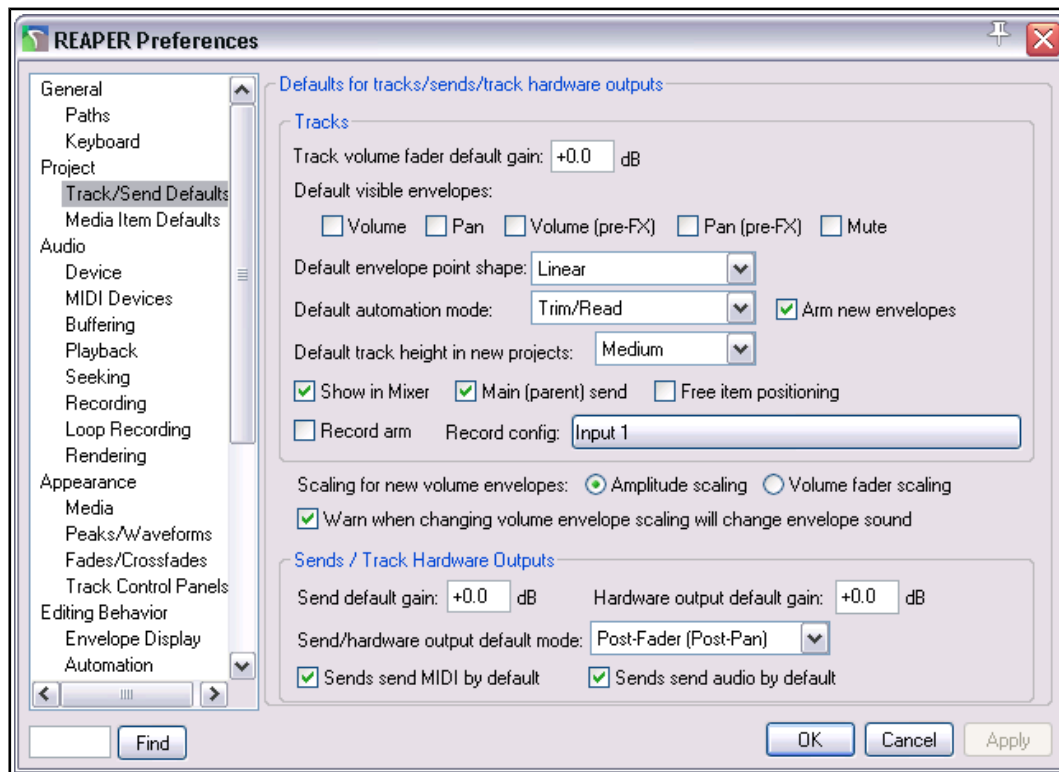 REAPER Preferences
General
Paths
Keyboard
Project
Track/Send Defaults
Media Item Defaults
Audio
Device
MIDI Devices
Buffering
Playback
Seeking
Recording
Loop Recording
Rendering
Appearance
Media
Peaks/Waveforms
Fades/Crossfades
Track Control Panels
Editing Behavior
Envelope Display
Automation
Find
Defaults for tracks/sends/track hardware outputs
Tracks
Track volume fader default gain: +0.0 dB
Default visible envelopes:
Volume Pan Volume (pre-FX) Pan (pre-FX) Mute
Default envelope point shape: Linear
Default automation mode: Trim/Read Arm new envelopes
Default track height in new projects: Medium
Show in Mixer Main (parent) send Free item positioning
Record arm Record config: Input 1
Scaling for new volume envelopes: Amplitude scaling Volume fader scaling
Warn when changing volume envelope scaling will change envelope sound
Sends / Track Hardware Outputs
Send default gain: +0.0 dB Hardware output default gain: +0.0 dB
Send/hardware output default mode: Post-Fader (Post-Pan)
Sends send MIDI by default Sends send audio by default
OK Cancel Apply